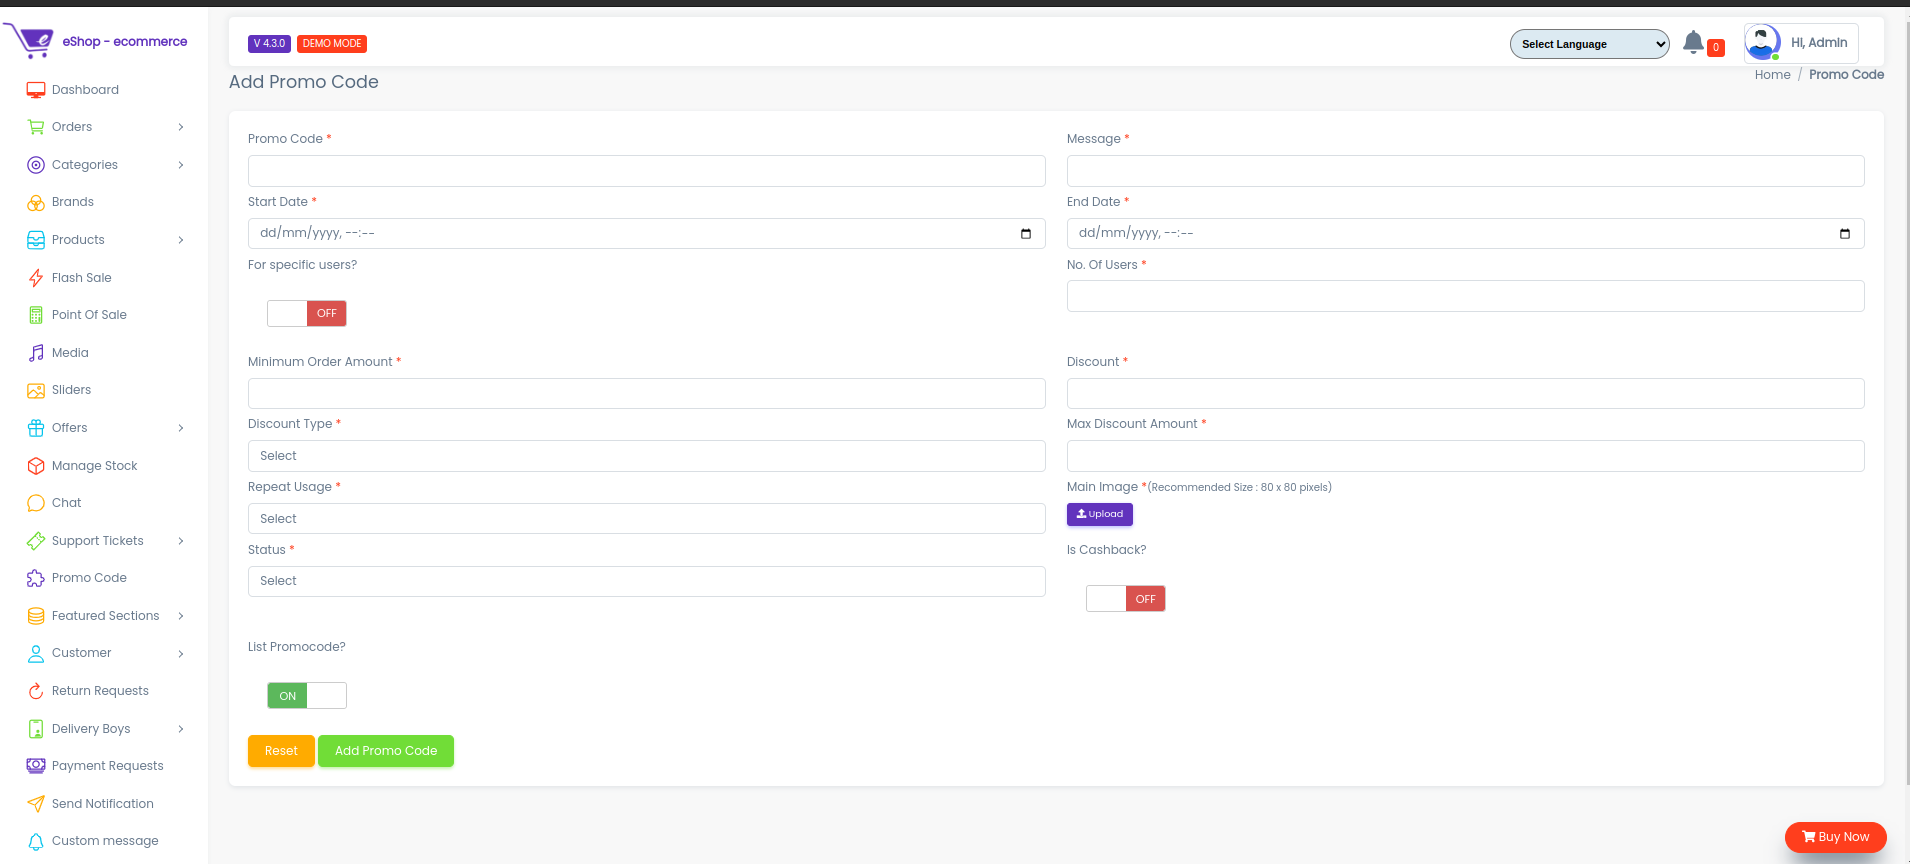 eShop - ecommerce
Dashboard
Orders
Categories
Brands
Products
Flash Sale
Point Of Sale
Media
Sliders
Offers
Manage Stock
Chat
Support Tickets
Promo Code
Featured Sections
Customer
Return Requests
Delivery Boys
Payment Requests
Send Notification
Custom message
V 4.3.0 DEMO MODE
Select Language
0
Hi, Admin
Add Promo Code
Home / Promo Code
Promo Code *
Message *
Start Date *
End Date *
dd/mm/yyyy, --:--
dd/mm/yyyy, --:--
For specific users?
No. Of Users *
OFF
Minimum Order Amount *
Discount *
Discount Type *
Max Discount Amount *
Select
Repeat Usage *
Main Image *(Recommended Size : 80 x 80 pixels)
Select
Upload
Status *
Is Cashback?
Select
OFF
List Promocode?
ON
Reset Add Promo Code
Buy Now